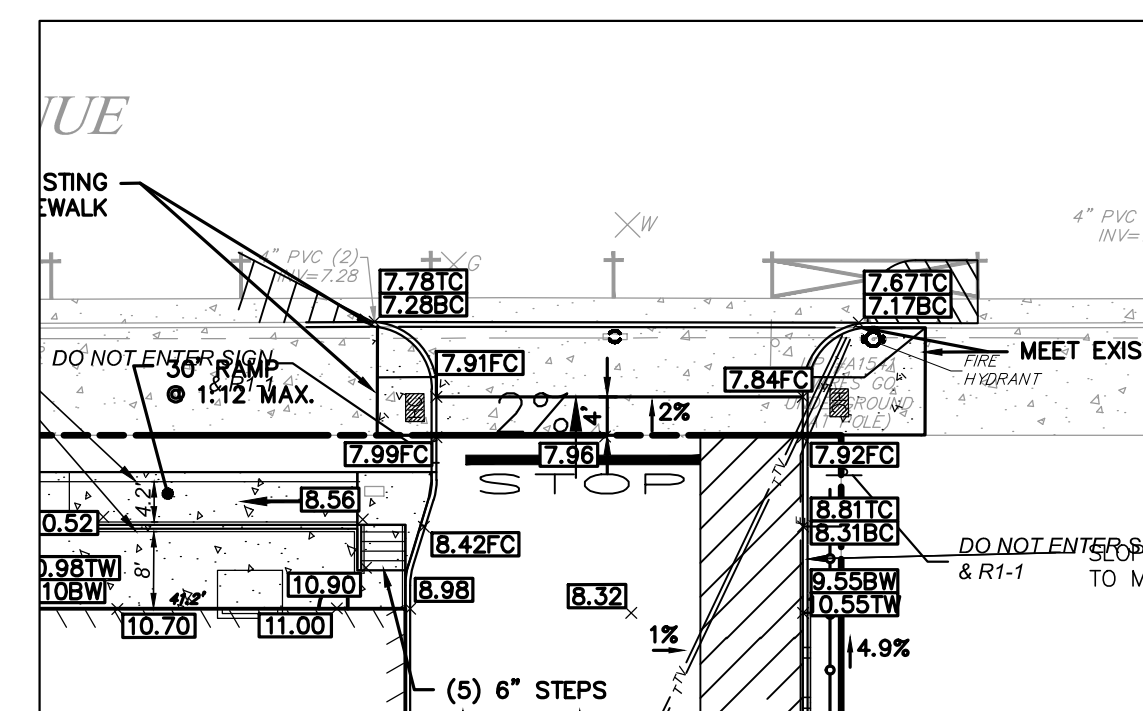 STING
4" PVC (2)
INV=7.28
G
W
4" PVC
INV=
7.78TC
7.28BC
7.67TC
7.17BC
DO NOT ENTER SIGN
& R1-1
30' RAMP
@ 1:12 MAX.
7.91FC
7.84FC
MEET EXIS
FIRE
HYDRANT
2%
4'
2%
7.99FC
7.96
7.92FC
STOP
4.2'
8.56
8.81TC
8.31BC
0.52
8.42FC
DO NOT ENTER S
& R1-1
TO M
8'
0.98TW
10BW
10.90
8.98
8.32
9.55BW
10.55TW
10.70
11.00
1%
4.9%
(5) 6" STEPS
TV
TV